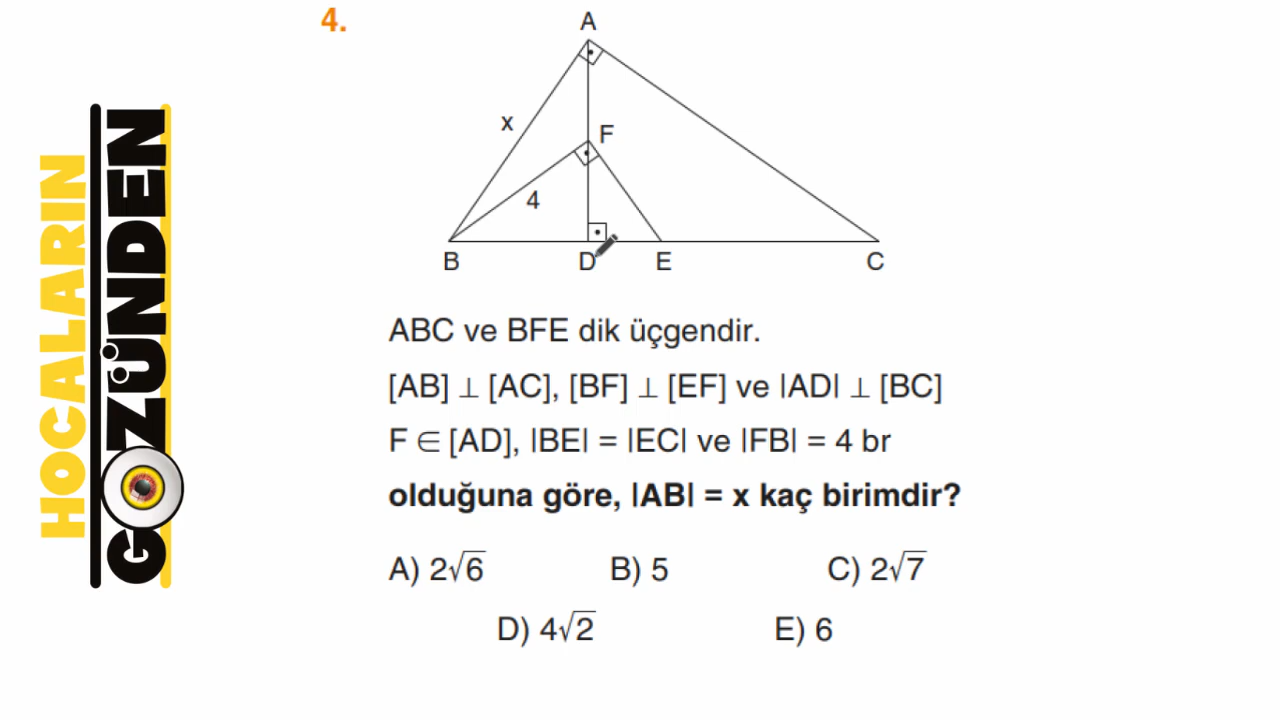 HOCALARIN
GÖZÜNDEN
4.
A
x
F
4
B
D
E
C
ABC ve BFE dik üçgendir.
[AB] ⊥ [AC], [BF] ⊥ [EF] ve |AD| ⊥ [BC]
F ∈ [AD], |BE| = |EC| ve |FB| = 4 br
olduğuna göre, |AB| = x kaç birimdir?
A) 2√6 B) 5 C) 2√7
D) 4√2 E) 6